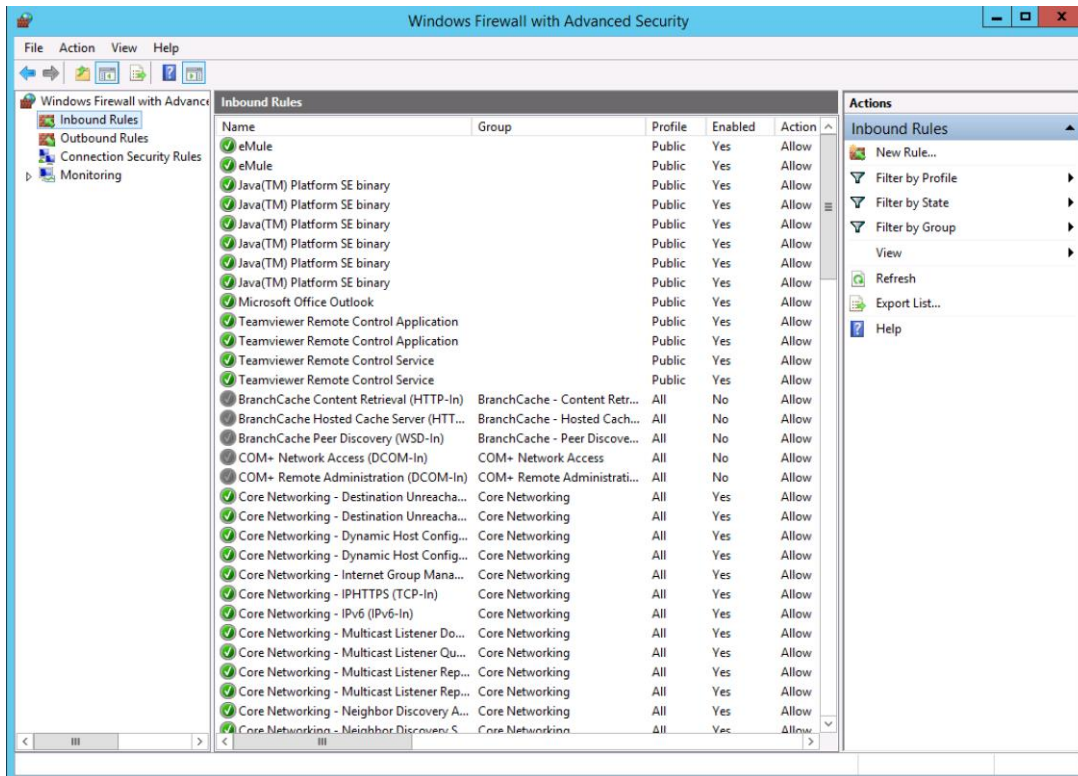 Windows Firewall with Advanced Security
File Action View Help
Windows Firewall with Advance
Inbound Rules
Outbound Rules
Connection Security Rules
Monitoring
Inbound Rules
Name Group Profile Enabled Action
eMule Public Yes Allow
eMule Public Yes Allow
Java(TM) Platform SE binary Public Yes Allow
Java(TM) Platform SE binary Public Yes Allow
Java(TM) Platform SE binary Public Yes Allow
Java(TM) Platform SE binary Public Yes Allow
Java(TM) Platform SE binary Public Yes Allow
Java(TM) Platform SE binary Public Yes Allow
Microsoft Office Outlook Public Yes Allow
Teamviewer Remote Control Application Public Yes Allow
Teamviewer Remote Control Application Public Yes Allow
Teamviewer Remote Control Service Public Yes Allow
Teamviewer Remote Control Service Public Yes Allow
BranchCache Content Retrieval (HTTP-In) BranchCache - Content Retr... All No Allow
BranchCache Hosted Cache Server (HTT... BranchCache - Hosted Cach... All No Allow
BranchCache Peer Discovery (WSD-In) BranchCache - Peer Discove... All No Allow
COM+ Network Access (DCOM-In) COM+ Network Access All No Allow
COM+ Remote Administration (DCOM-In) COM+ Remote Administrati... All No Allow
Core Networking - Destination Unreacha... Core Networking All Yes Allow
Core Networking - Destination Unreacha... Core Networking All Yes Allow
Core Networking - Dynamic Host Config... Core Networking All Yes Allow
Core Networking - Dynamic Host Config... Core Networking All Yes Allow
Core Networking - Internet Group Mana... Core Networking All Yes Allow
Core Networking - IPHTTPS (TCP-In) Core Networking All Yes Allow
Core Networking - IPv6 (IPv6-In) Core Networking All Yes Allow
Core Networking - Multicast Listener Do... Core Networking All Yes Allow
Core Networking - Multicast Listener Qu... Core Networking All Yes Allow
Core Networking - Multicast Listener Rep... Core Networking All Yes Allow
Core Networking - Multicast Listener Rep... Core Networking All Yes Allow
Core Networking - Neighbor Discovery A... Core Networking All Yes Allow
Core Networking - Neighbor Discovery S... Core Networking All Yes Allow
Actions
Inbound Rules
New Rule...
Filter by Profile
Filter by State
Filter by Group
View
Refresh
Export List...
Help